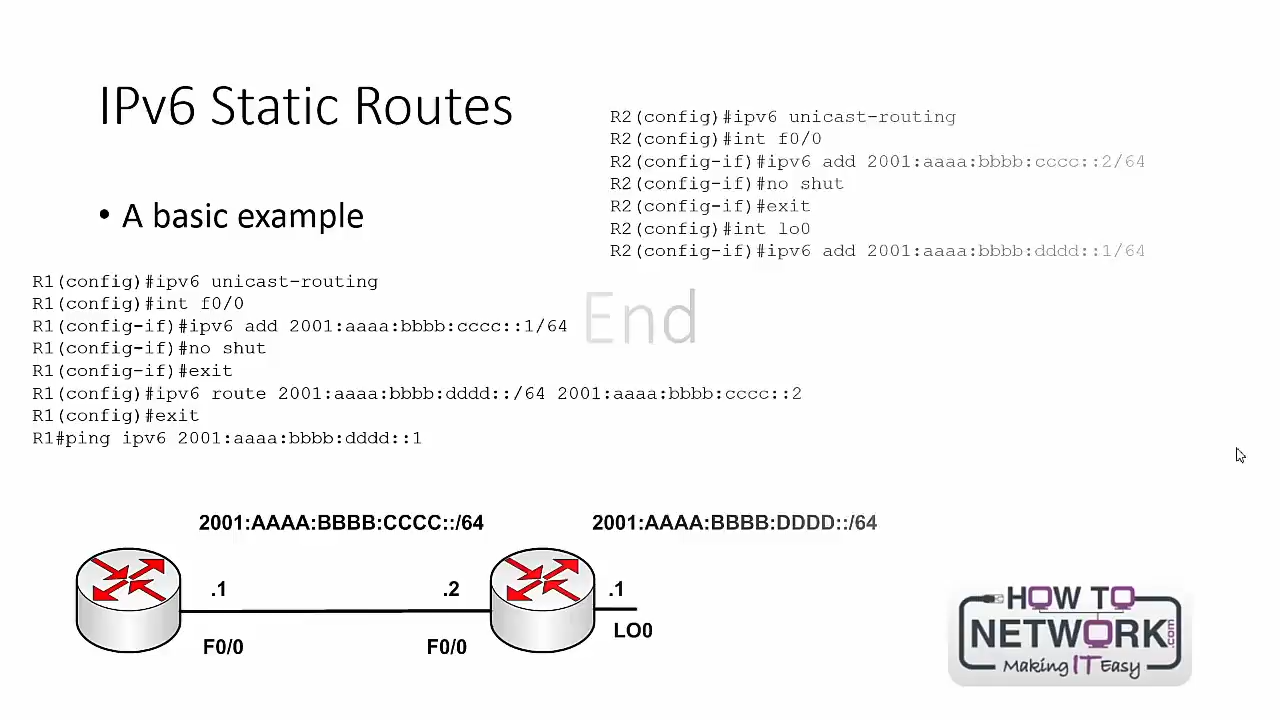 IPv6 Static Routes
• A basic example
R2(config)#ipv6 unicast-routing
R2(config)#int f0/0
R2(config-if)#ipv6 add 2001:aaaa:bbbb:cccc::2/64
R2(config-if)#no shut
R2(config-if)#exit
R2(config)#int lo0
R2(config-if)#ipv6 add 2001:aaaa:bbbb:dddd::1/64
End
R1(config)#ipv6 unicast-routing
R1(config)#int f0/0
R1(config-if)#ipv6 add 2001:aaaa:bbbb:cccc::1/64
R1(config-if)#no shut
R1(config-if)#exit
R1(config)#ipv6 route 2001:aaaa:bbbb:dddd::/64 2001:aaaa:bbbb:cccc::2
R1(config)#exit
R1#ping ipv6 2001:aaaa:bbbb:dddd::1
2001:AAAA:BBBB:CCCC::/64 2001:AAAA:BBBB:DDDD::/64
.1 .2 .1
F0/0 F0/0 LO0
HOW TO
NETWORK.com
Making IT Easy